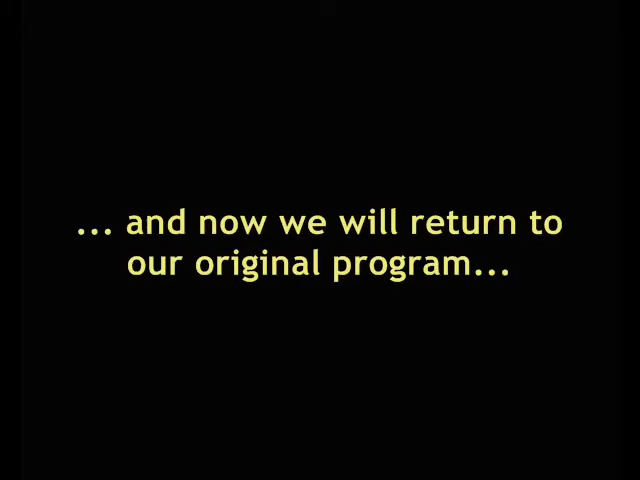 ... and now we will return to
our original program...